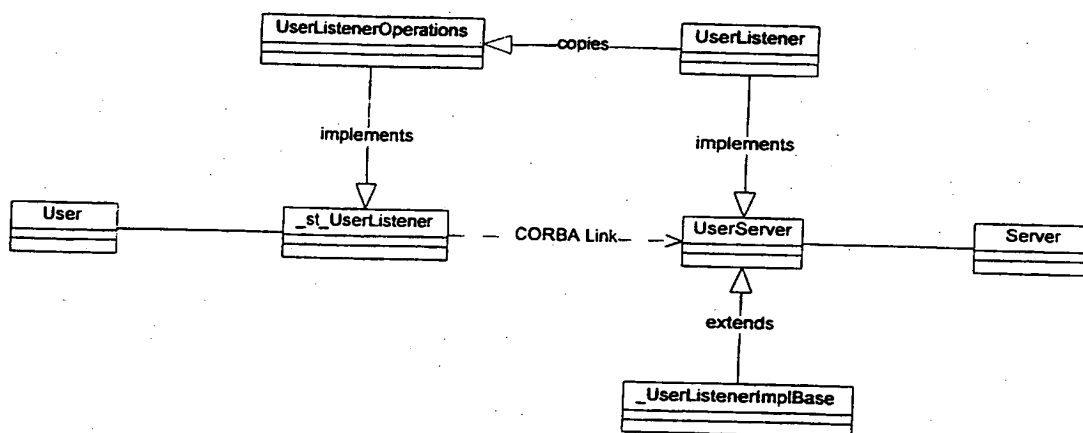 UserListenerOperations
copies
UserListener
implements
implements
User
_st_UserListener
CORBA Link
UserServer
Server
extends
_UserListenerImplBase